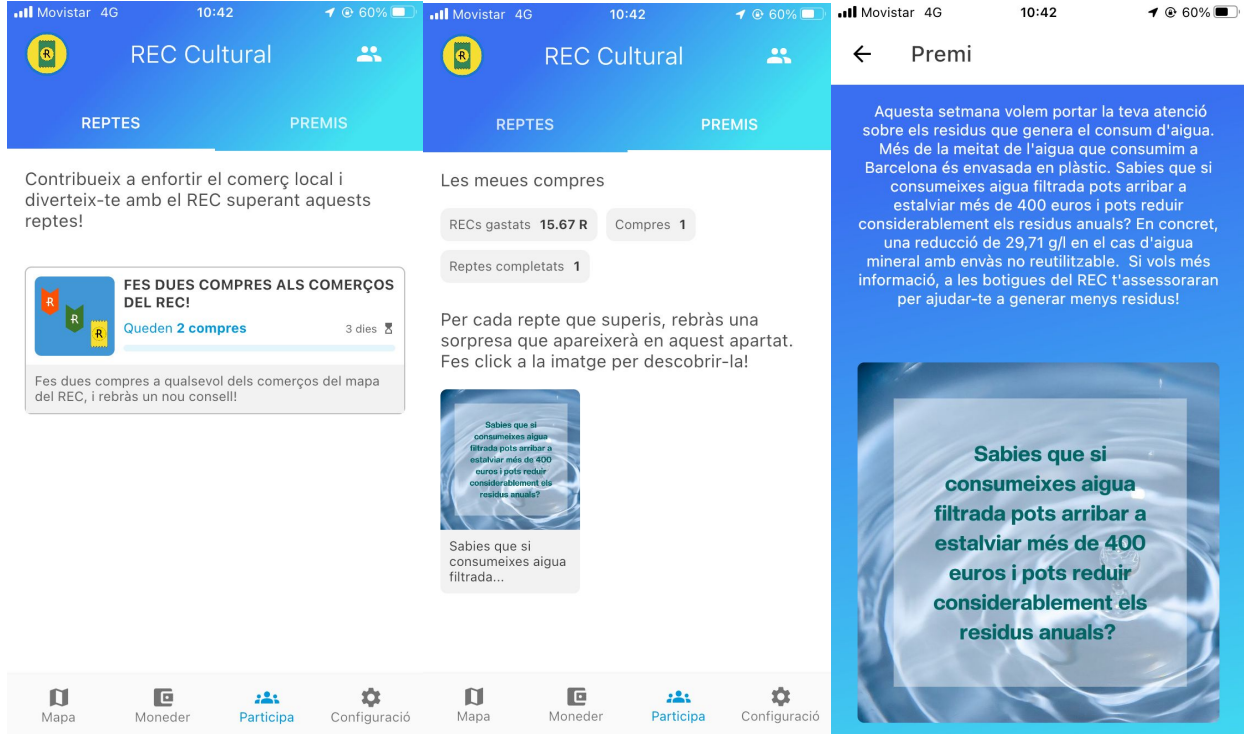 Movistar 4G 10:42 60%
REC Cultural
REPTES PREMIS
Contribueix a enfortir el comerç local i
diverteix-te amb el REC superant aquests
reptes!
R
R
R
FES DUES COMPRES ALS COMERÇOS
DEL REC!
Queden 2 compres 3 dies
Fes dues compres a qualsevol dels comerços del mapa
del REC, i rebràs un nou consell!
Mapa Moneder Participa Configuració
Movistar 4G 10:42 60%
REC Cultural
REPTES PREMIS
Les meues compres
RECs gastats 15.67 R Compres 1
Reptes completats 1
Per cada repte que superis, rebràs una
sorpresa que apareixerà en aquest apartat.
Fes click a la imatge per descobrir-la!
Sabies que si
consumeixes aigua
filtrada pots arribar a
estalviar més de 400
euros i pots reduir
considerablement els
residus anuals?
Sabies que si
consumeixes aigua
filtrada...
Mapa Moneder Participa Configuració
Movistar 4G 10:42 60%
Premi
Aquesta setmana volem portar la teva atenció
sobre els residus que genera el consum d'aigua.
Més de la meitat de l'aigua que consumim a
Barcelona és envasada en plàstic. Sabies que si
consumeixes aigua filtrada pots arribar a
estalviar més de 400 euros i pots reduir
considerablement els residus anuals? En concret,
una reducció de 29,71 g/l en el cas d'aigua
mineral amb envàs no reutilitzable. Si vols més
informació, a les botigues del REC t'assessoraran
per ajudar-te a generar menys residus!
Sabies que si
consumeixes aigua
filtrada pots arribar a
estalviar més de 400
euros i pots reduir
considerablement els
residus anuals?